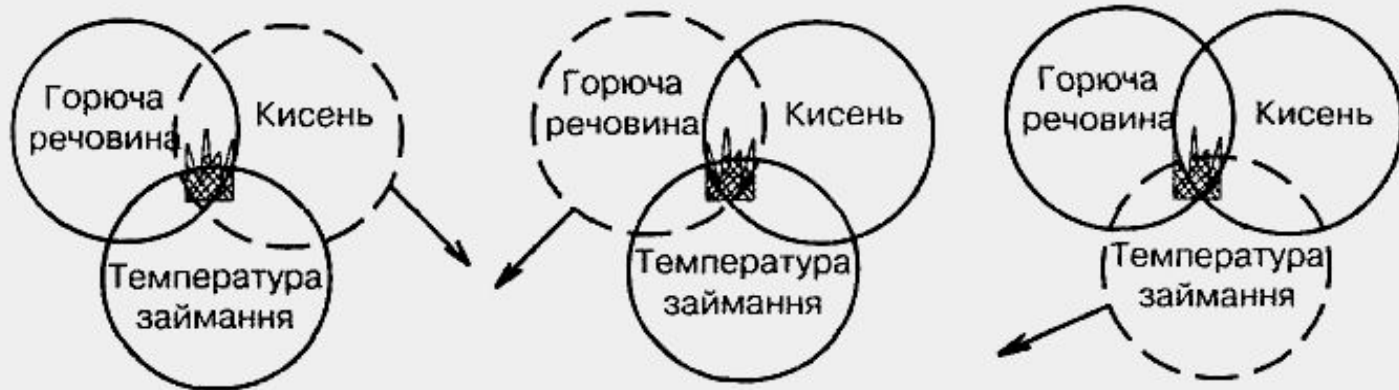 Горюча
речовина
Кисень
Температура
займання
Горюча
речовина
Кисень
Температура
займання
Горюча
речовина
Кисень
Температура
займання